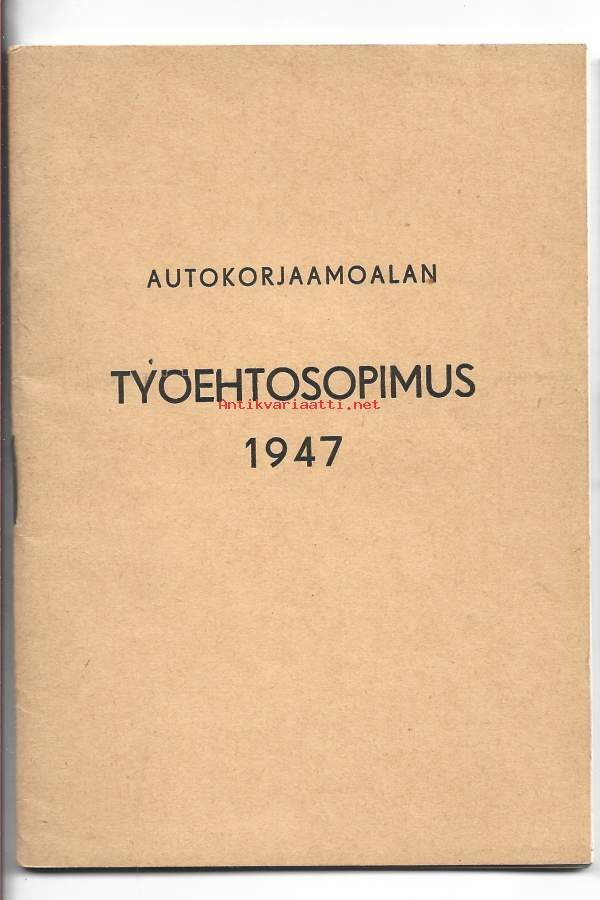 AUTOKORJAAMOALAN
TYÖEHTOSOPIMUS
Antikvariaatti.net
1947